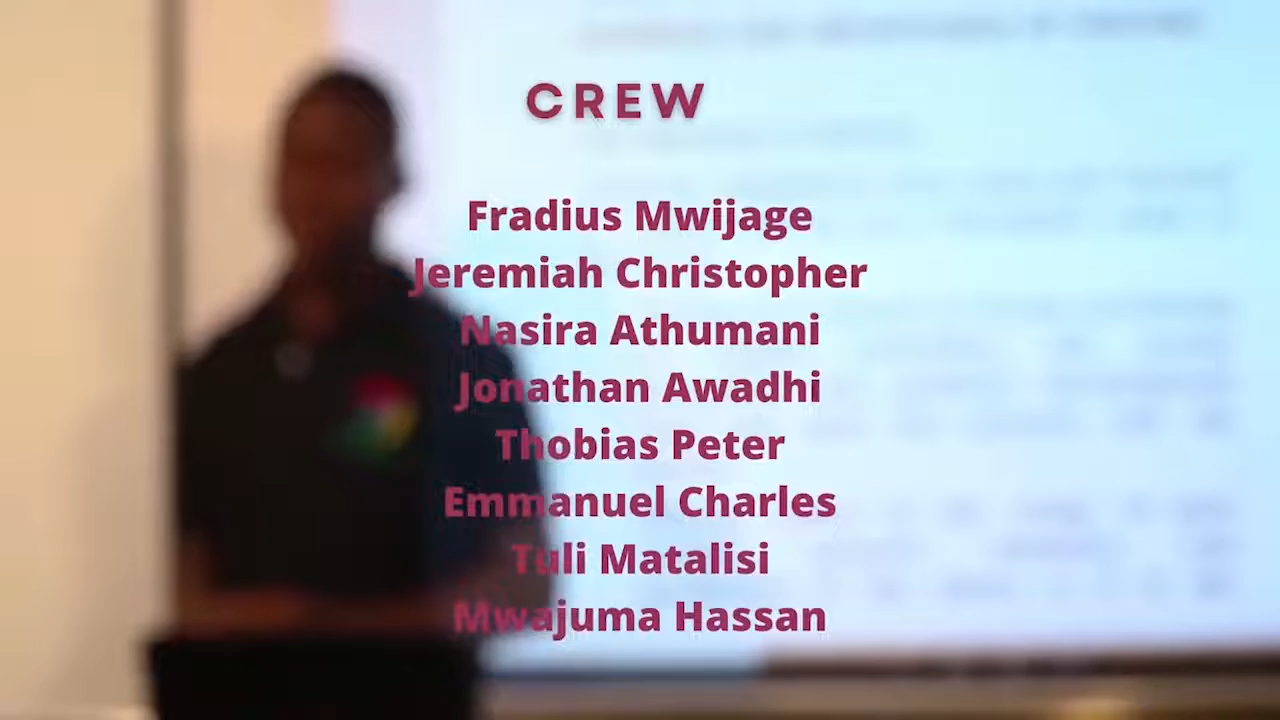 CREW
Fradius Mwijage
Jeremiah Christopher
Nasira Athumani
Jonathan Awadhi
Thobias Peter
Emmanuel Charles
Tuli Matalisi
Mwajuma Hassan